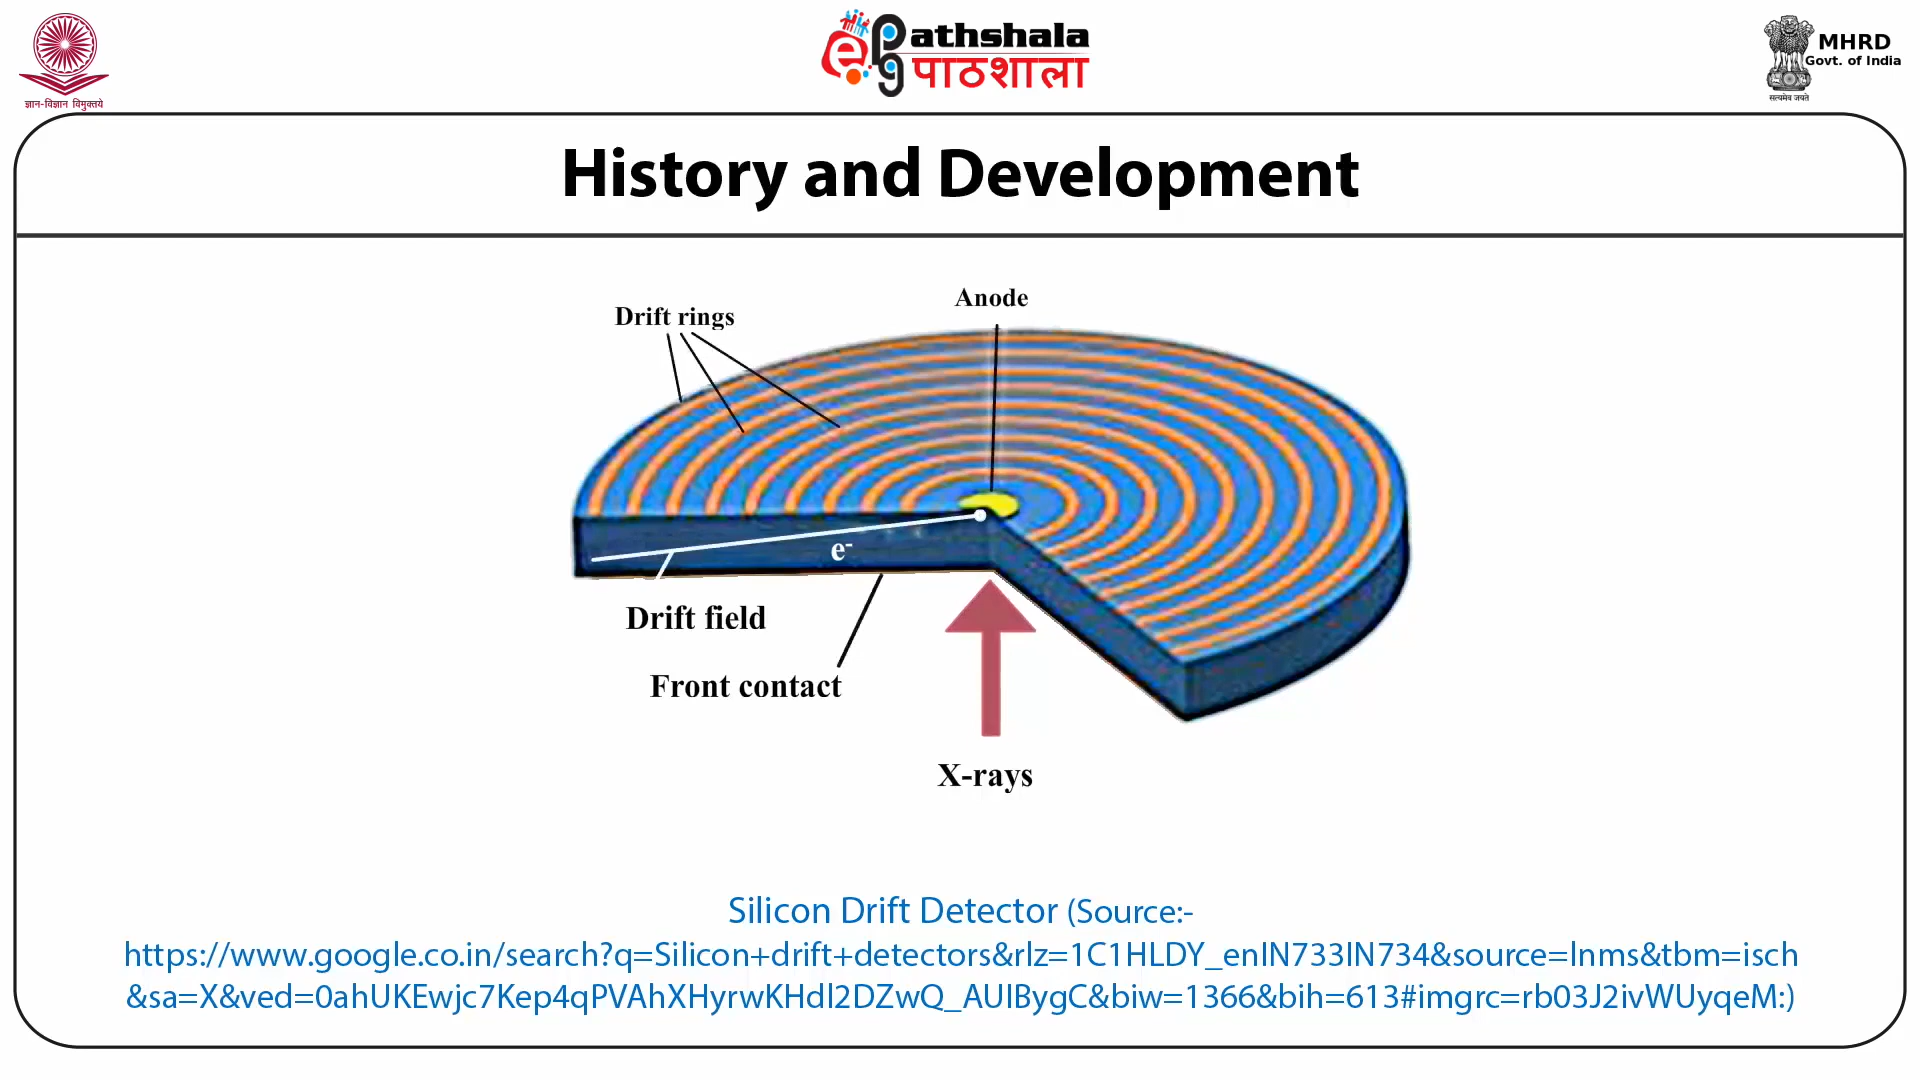 ज्ञान-विज्ञान विमुक्तये
ePathshala
पाठशाला
MHRD
Govt. of India
सत्यमेव जयते
History and Development
Anode
Drift rings
e-
Drift field
Front contact
X-rays
Silicon Drift Detector (Source:-
https://www.google.co.in/search?q=Silicon+drift+detectors&rlz=1C1HLDY_enIN733IN734&source=lnms&tbm=isch
&sa=X&ved=0ahUKEwjc7Kep4qPVAhXHyrwKHdl2DZwQ_AUIBygC&biw=1366&bih=613#imgrc=rb03J2ivWUyqeM:)